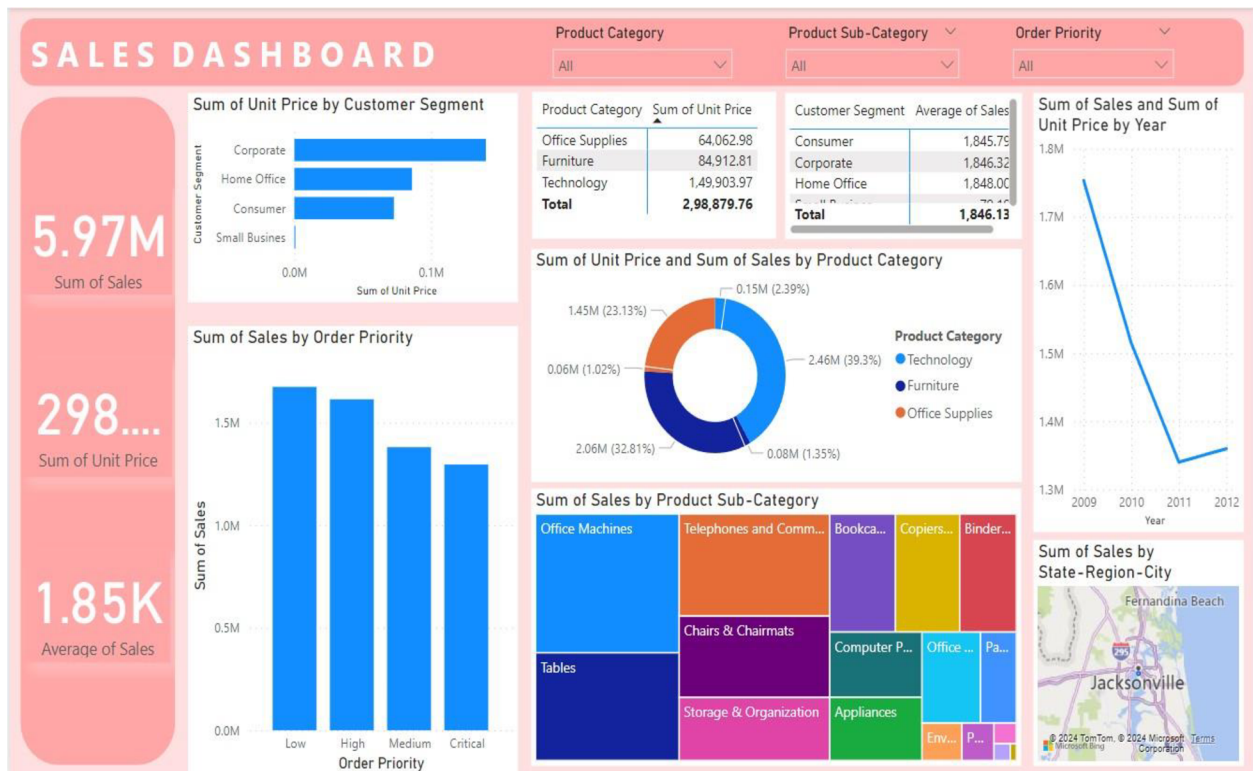 SALES DASHBOARD
Product Category
All
Product Sub-Category
All
Order Priority
All
5.97M
Sum of Sales
298....
Sum of Unit Price
1.85K
Average of Sales
Sum of Unit Price by Customer Segment
Customer Segment
Corporate
Home Office
Consumer
Small Busines
0.0M 0.1M
Sum of Unit Price
Product Category Sum of Unit Price
Office Supplies 64,062.98
Furniture 84,912.81
Technology 1,49,903.97
Total 2,98,879.76
Customer Segment Average of Sales
Consumer 1,845.79
Corporate 1,846.32
Home Office 1,848.00
Total 1,846.13
Sum of Sales and Sum of
Unit Price by Year
1.8M
1.7M
1.6M
1.5M
1.4M
1.3M
2009 2010 2011 2012
Year
Sum of Unit Price and Sum of Sales by Product Category
0.15M (2.39%)
1.45M (23.13%)
2.46M (39.3%)
0.06M (1.02%)
2.06M (32.81%)
0.08M (1.35%)
Product Category
Technology
Furniture
Office Supplies
Sum of Sales by Order Priority
Sum of Sales
1.5M
1.0M
0.5M
0.0M
Low High Medium Critical
Order Priority
Sum of Sales by Product Sub-Category
Office Machines
Telephones and Comm...
Bookca...
Copiers...
Binder...
Chairs & Chairmats
Computer P...
Office ...
Pa...
Tables
Storage & Organization
Appliances
Env...
P...
Sum of Sales by
State-Region-City
Fernandina Beach
295
Jacksonville
© 2024 TomTom, © 2024 Microsoft Terms
Microsoft Bing Corporation